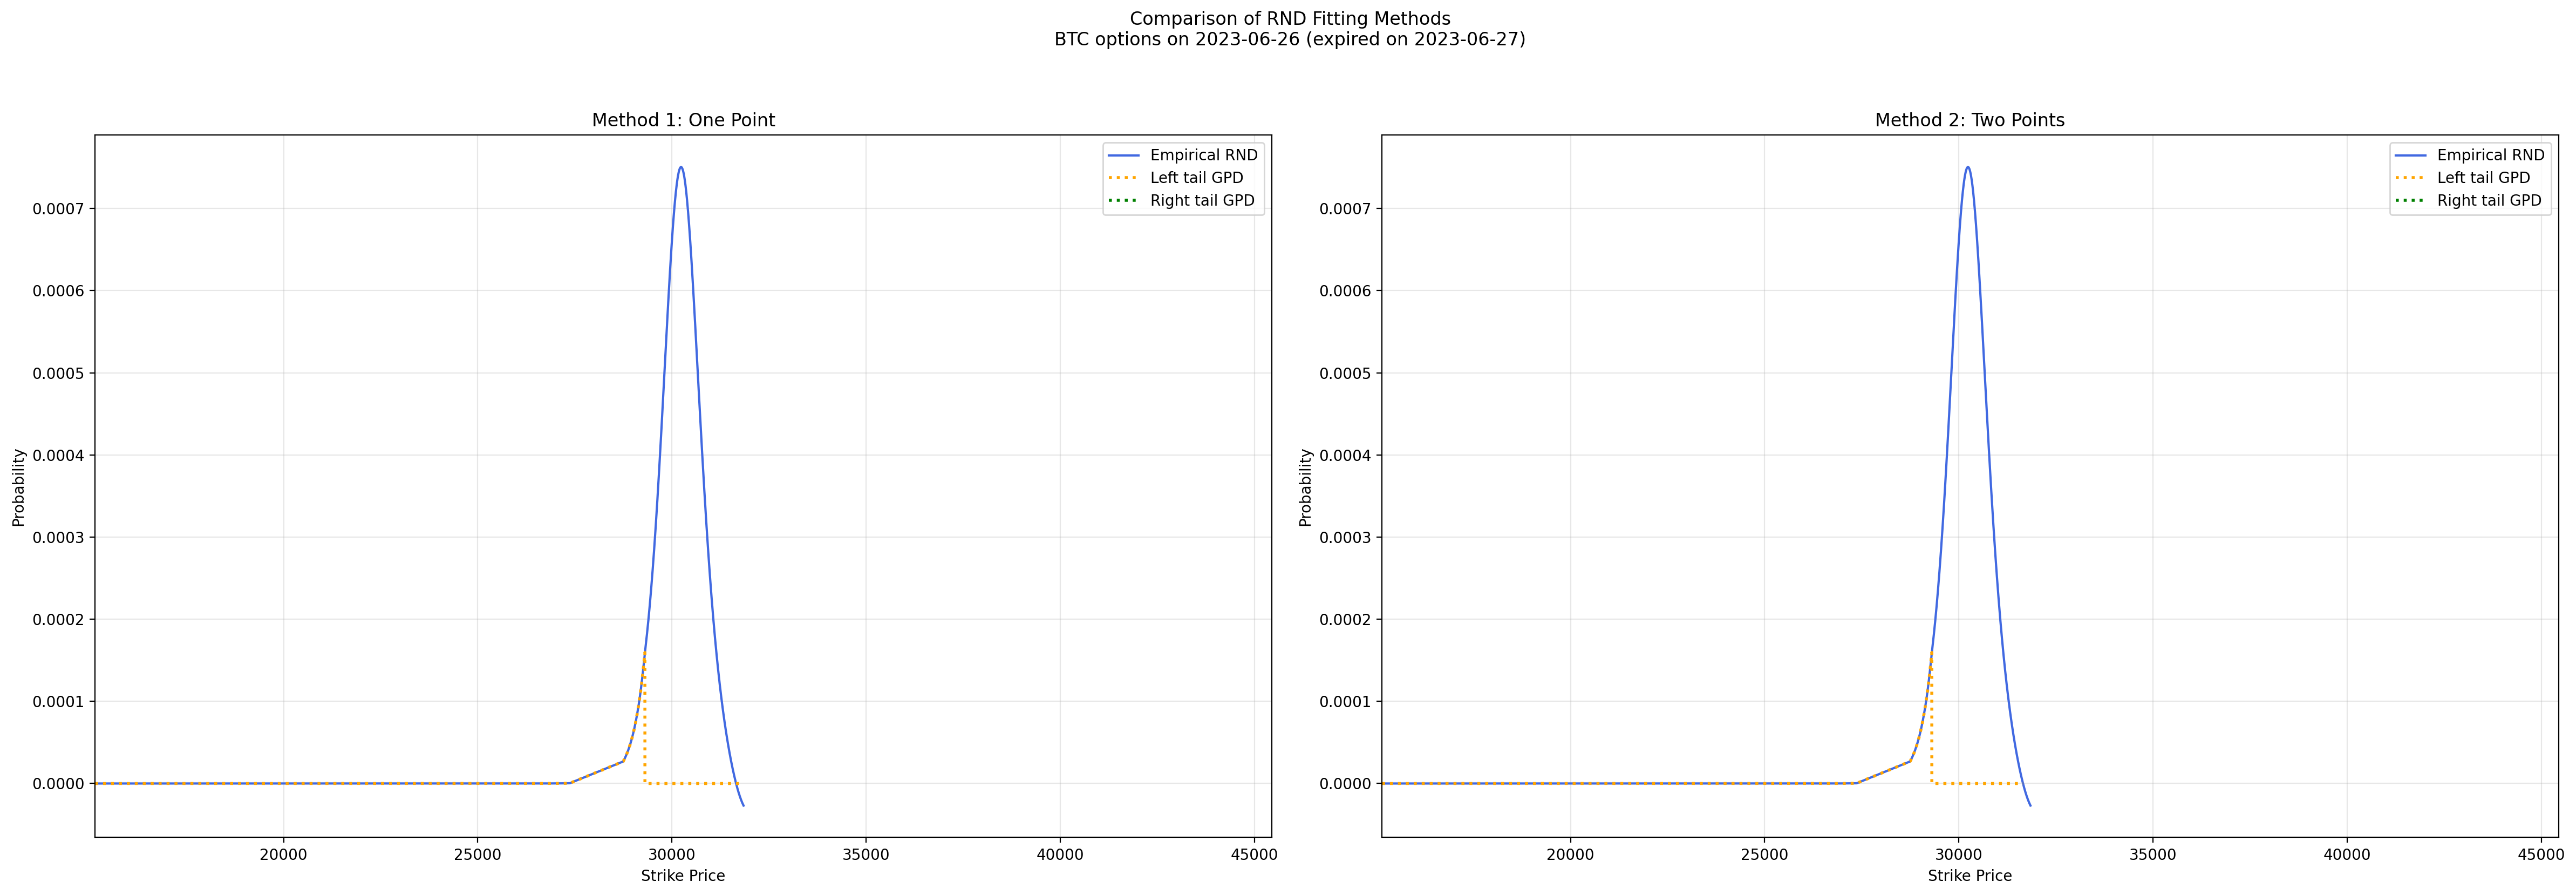 Comparison of RND Fitting Methods
BTC options on 2023-06-26 (expired on 2023-06-27)
Method 1: One Point
Empirical RND
Left tail GPD
Right tail GPD
0.0007
0.0006
0.0005
0.0004
0.0003
0.0002
0.0001
0.0000
Probability
20000
25000
30000
35000
40000
45000
Strike Price
Method 2: Two Points
Empirical RND
Left tail GPD
Right tail GPD
0.0007
0.0006
0.0005
0.0004
0.0003
0.0002
0.0001
0.0000
Probability
20000
25000
30000
35000
40000
45000
Strike Price